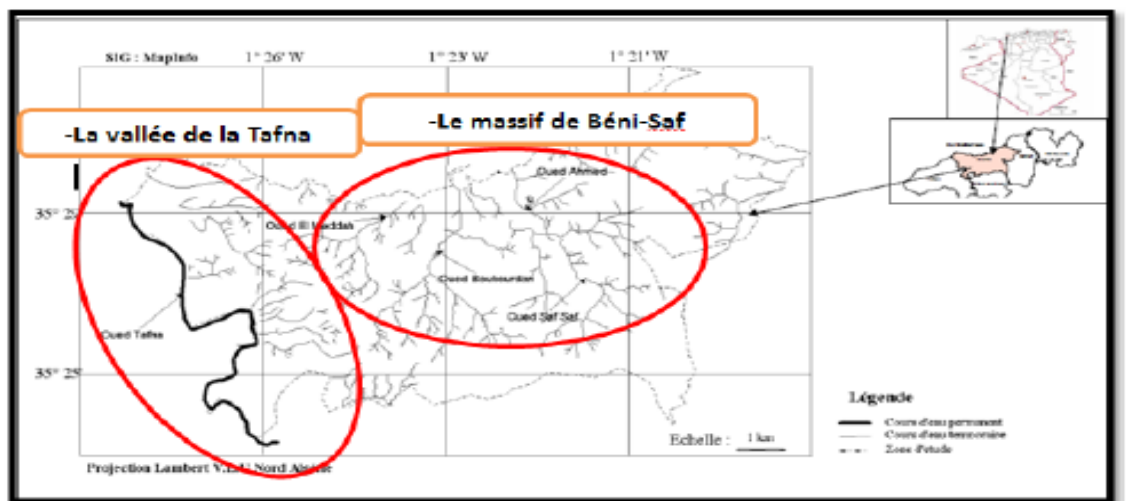 SIG : MapInfo
1° 26' W
1° 23' W
1° 21' W
-La vallée de la Tafna
-Le massif de Béni-Saf
Oued Ahmed
35° 2
Oued El Meddah
Oued Boukourdan
Oued Saf Saf
Oued Tafna
35° 25'
Légende
Cours d'eau permanent
Cours d'eau temporaire
Zone d'étude
Echelle : 1 km
Projection Lambert Nord Algérie